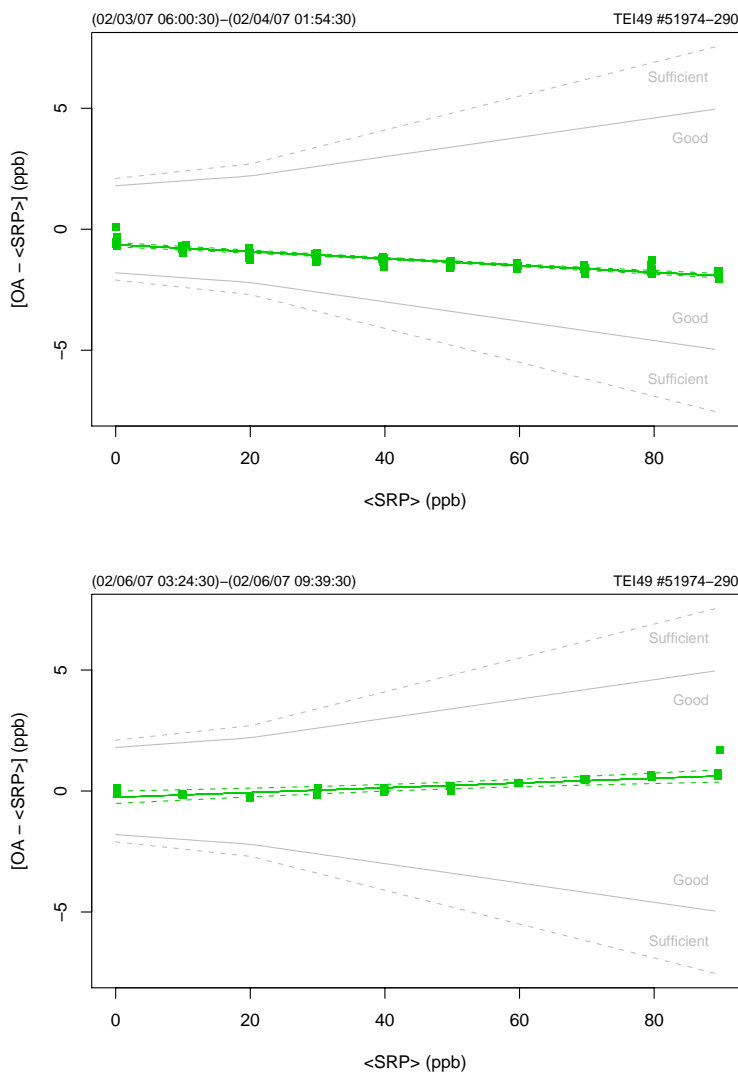 (02/03/07 06:00:30)−(02/04/07 01:54:30) TEI49 #51974−290
Sufficient
5
Good
[OA − <SRP>] (ppb)
0
Good
−5
Sufficient
0 20 40 60 80
<SRP> (ppb)
(02/06/07 03:24:30)−(02/06/07 09:39:30) TEI49 #51974−290
Sufficient
5
Good
[OA − <SRP>] (ppb)
0
Good
−5
Sufficient
0 20 40 60 80
<SRP> (ppb)